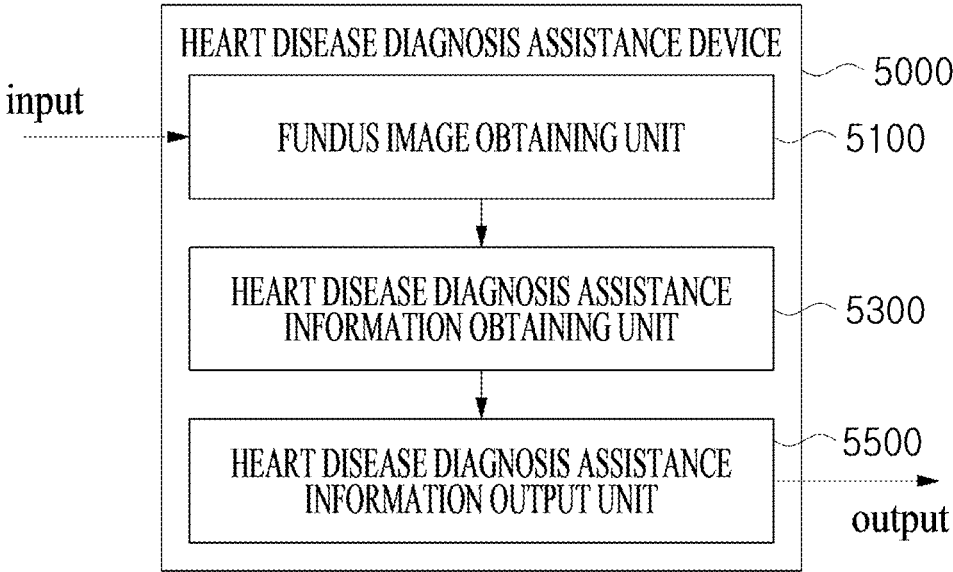 HEART DISEASE DIAGNOSIS ASSISTANCE DEVICE
5000
input
FUNDUS IMAGE OBTAINING UNIT
5100
HEART DISEASE DIAGNOSIS ASSISTANCE
INFORMATION OBTAINING UNIT
5300
HEART DISEASE DIAGNOSIS ASSISTANCE
INFORMATION OUTPUT UNIT
5500
output